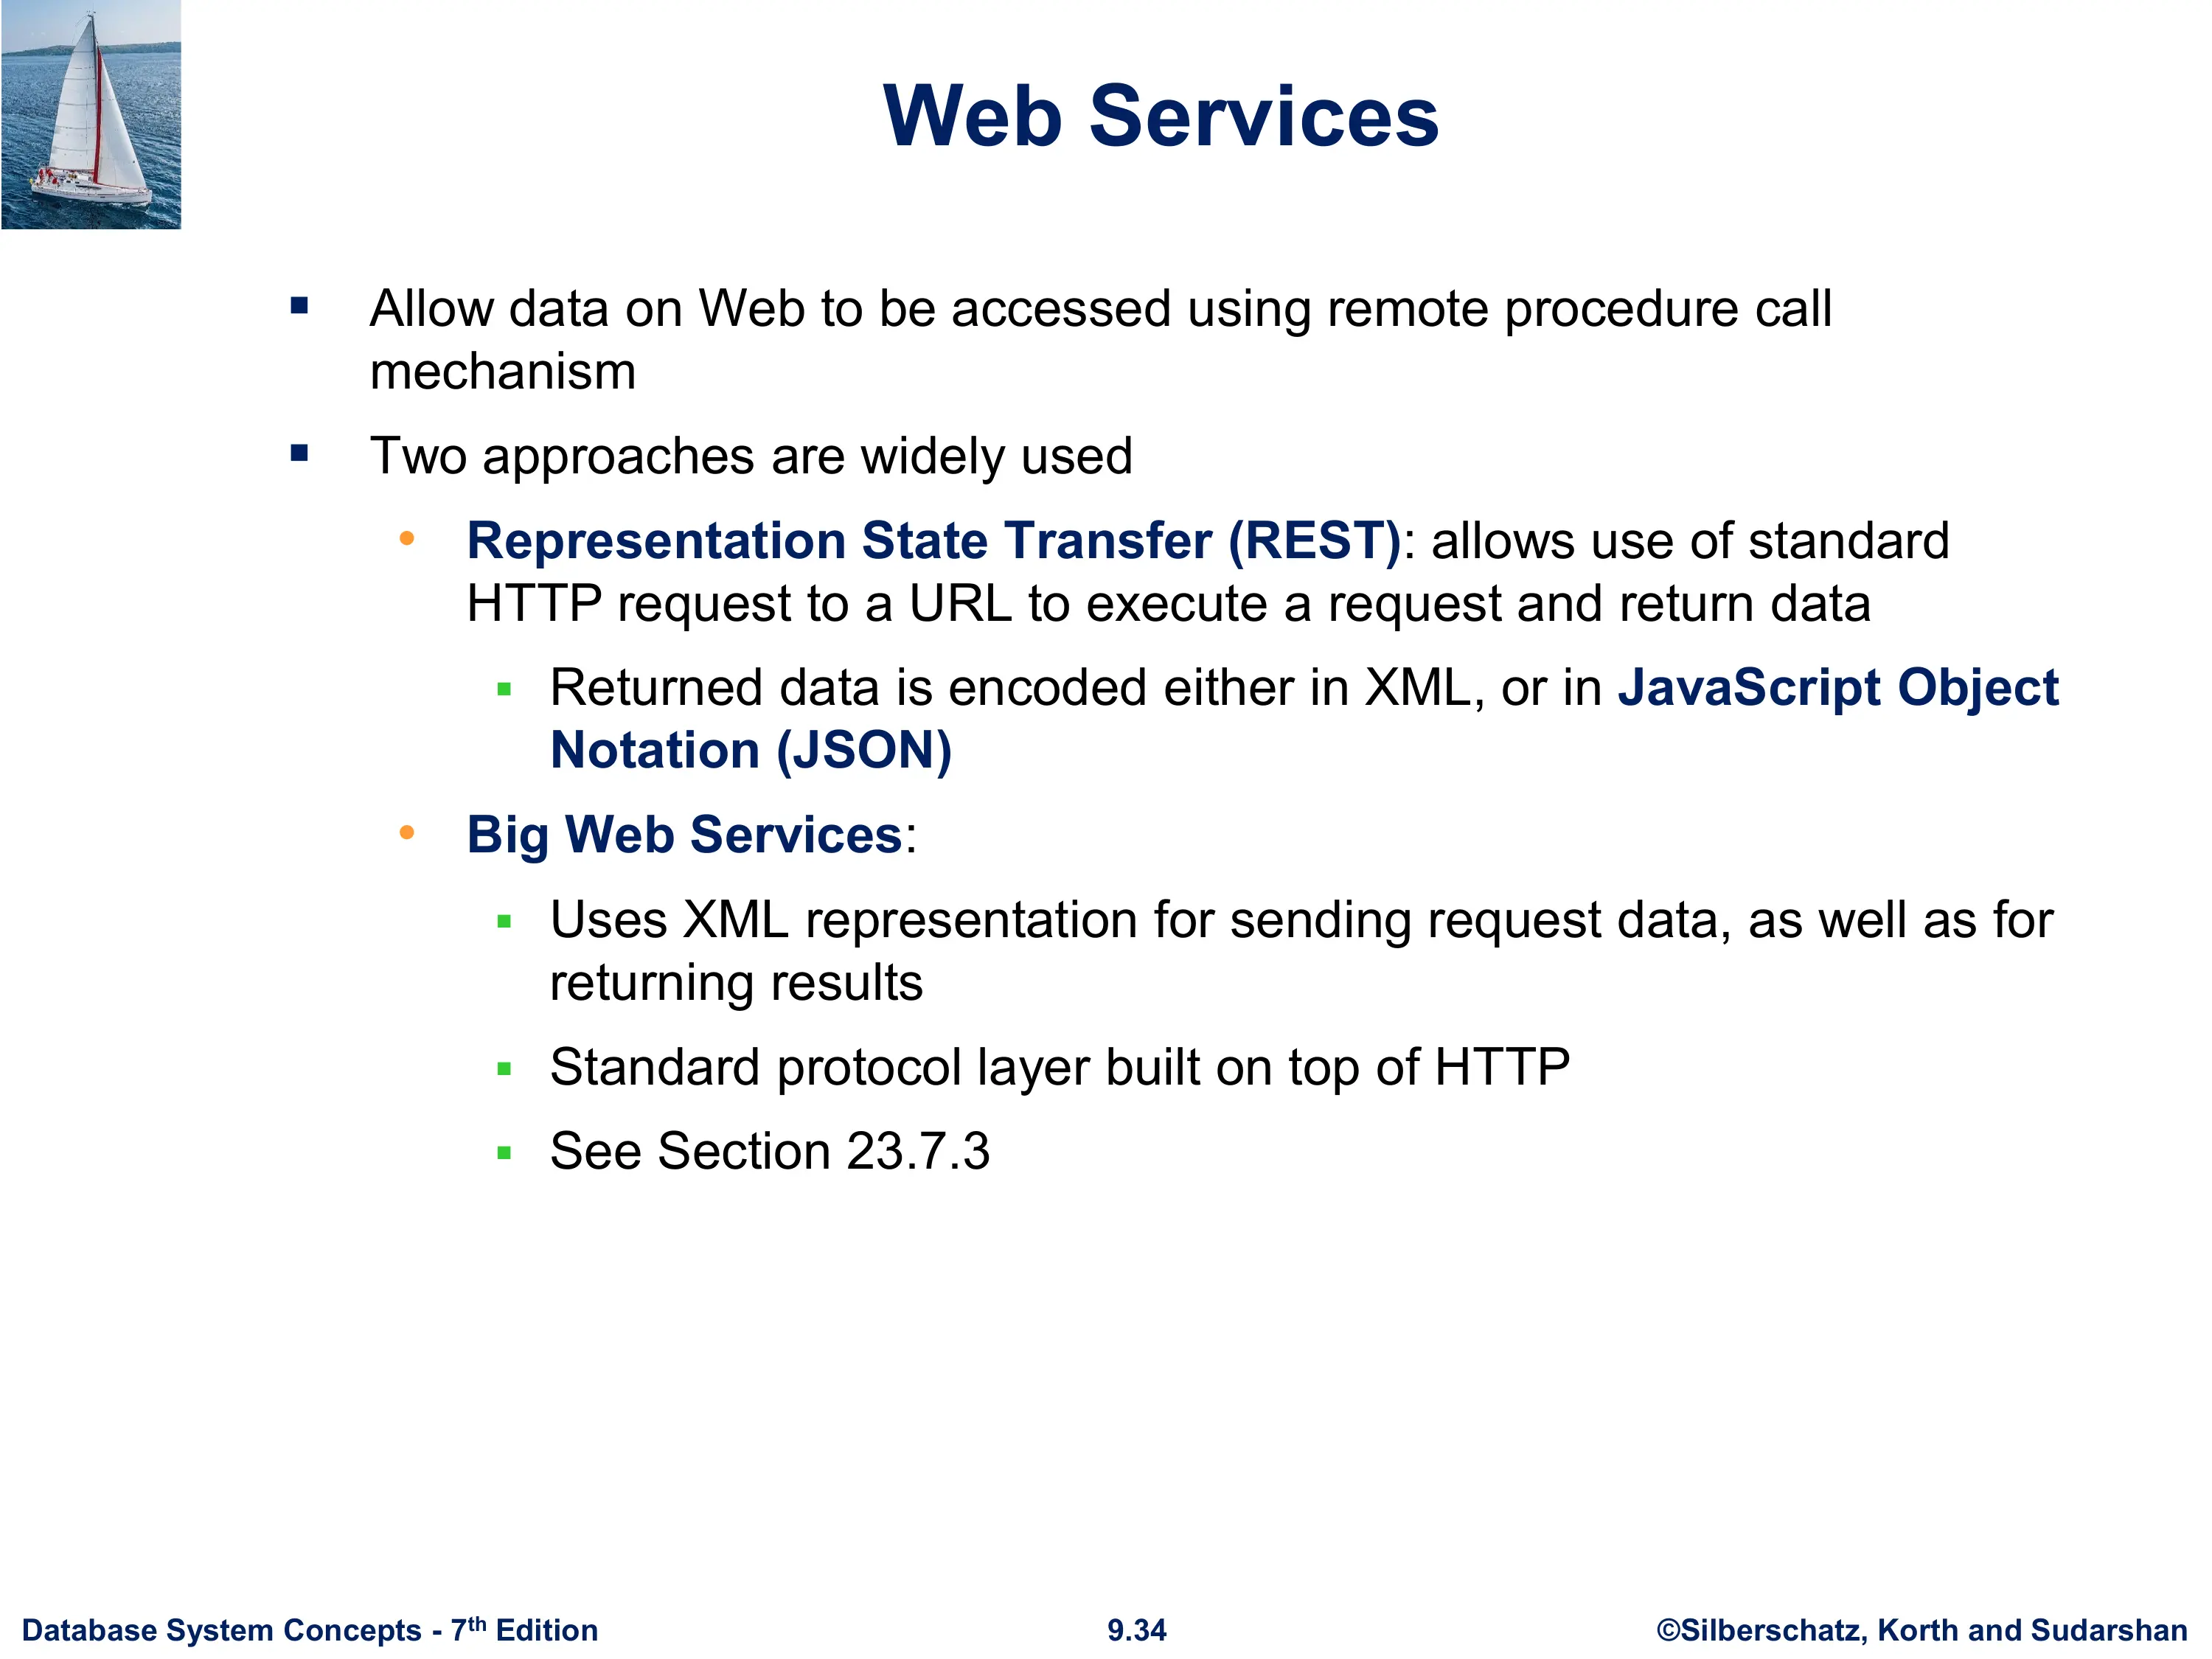 Web Services
Allow data on Web to be accessed using remote procedure call
mechanism
Two approaches are widely used
Representation State Transfer (REST): allows use of standard
HTTP request to a URL to execute a request and return data
Returned data is encoded either in XML, or in JavaScript Object
Notation (JSON)
Big Web Services:
Uses XML representation for sending request data, as well as for
returning results
Standard protocol layer built on top of HTTP
See Section 23.7.3
Database System Concepts - 7th Edition 9.34 ©Silberschatz, Korth and Sudarshan